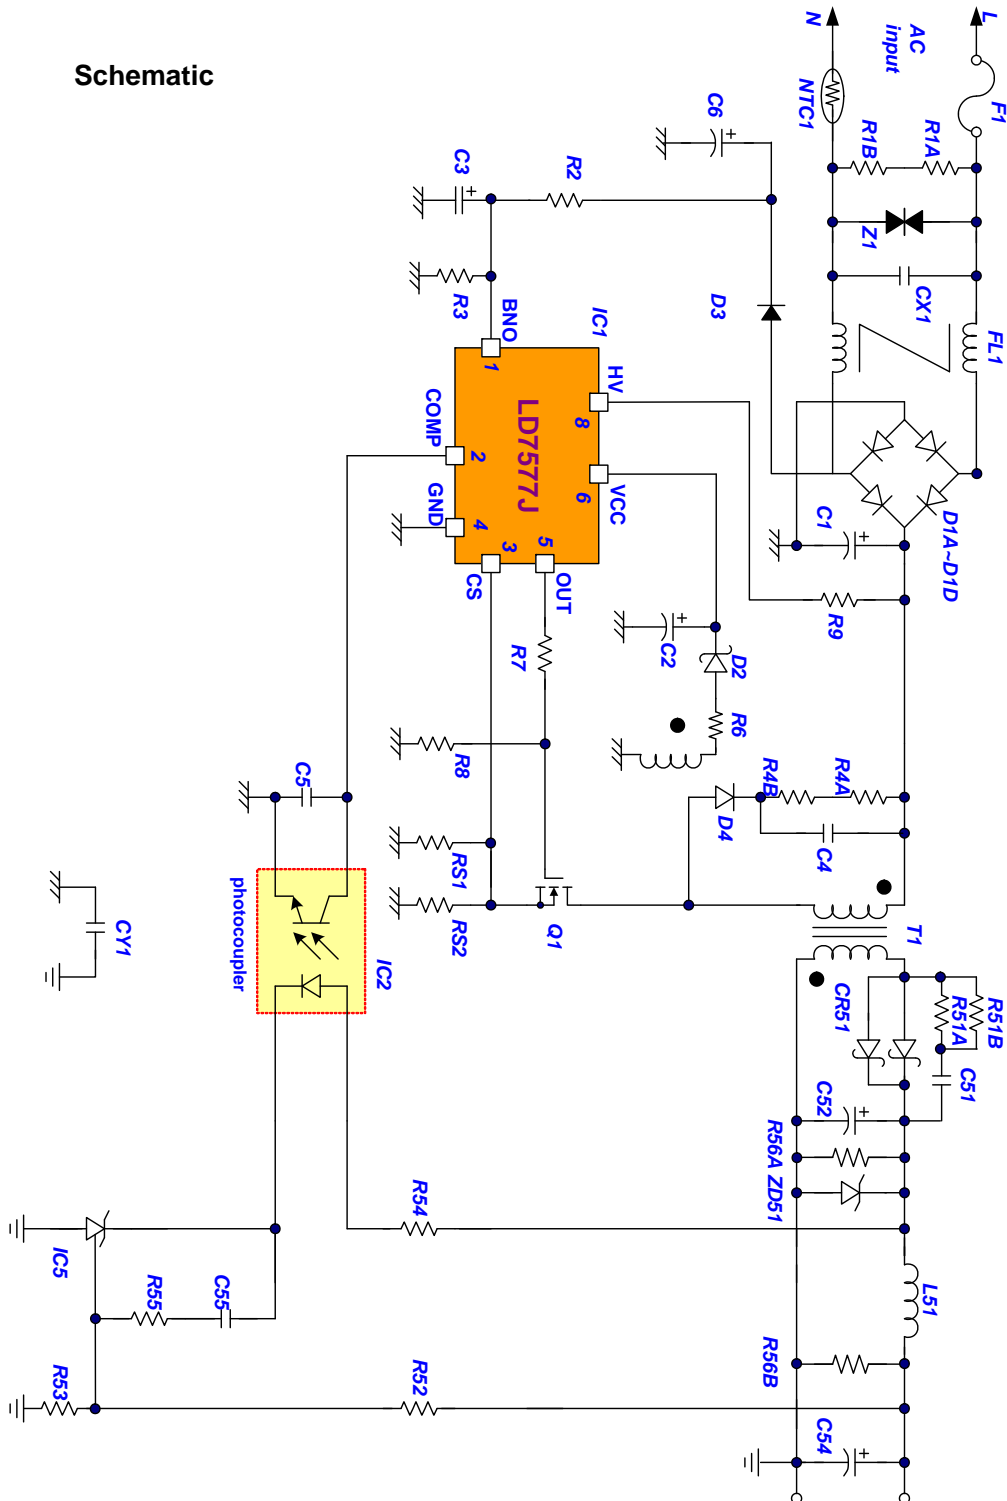 Schematic
N
L
AC
input
F1
NTC1
R1B
R1A
Z1
CX1
FL1
C6
+
C3
+
R2
R3
D3
BNO
IC1
HV
1
8
LD7577J
COMP
2
6
VCC
GND
4
3
5
CS
OUT
C1
+
D1A~D1D
R9
C2
+
D2
R7
R6
R8
R4B
R4A
D4
C4
C5
RS1
RS2
Q1
T1
photocoupler
IC2
CY1
CR51
R51A
R51B
C51
C52
+
R56A
ZD51
R54
IC5
R55
C55
L51
R56B
R53
R52
C54
+